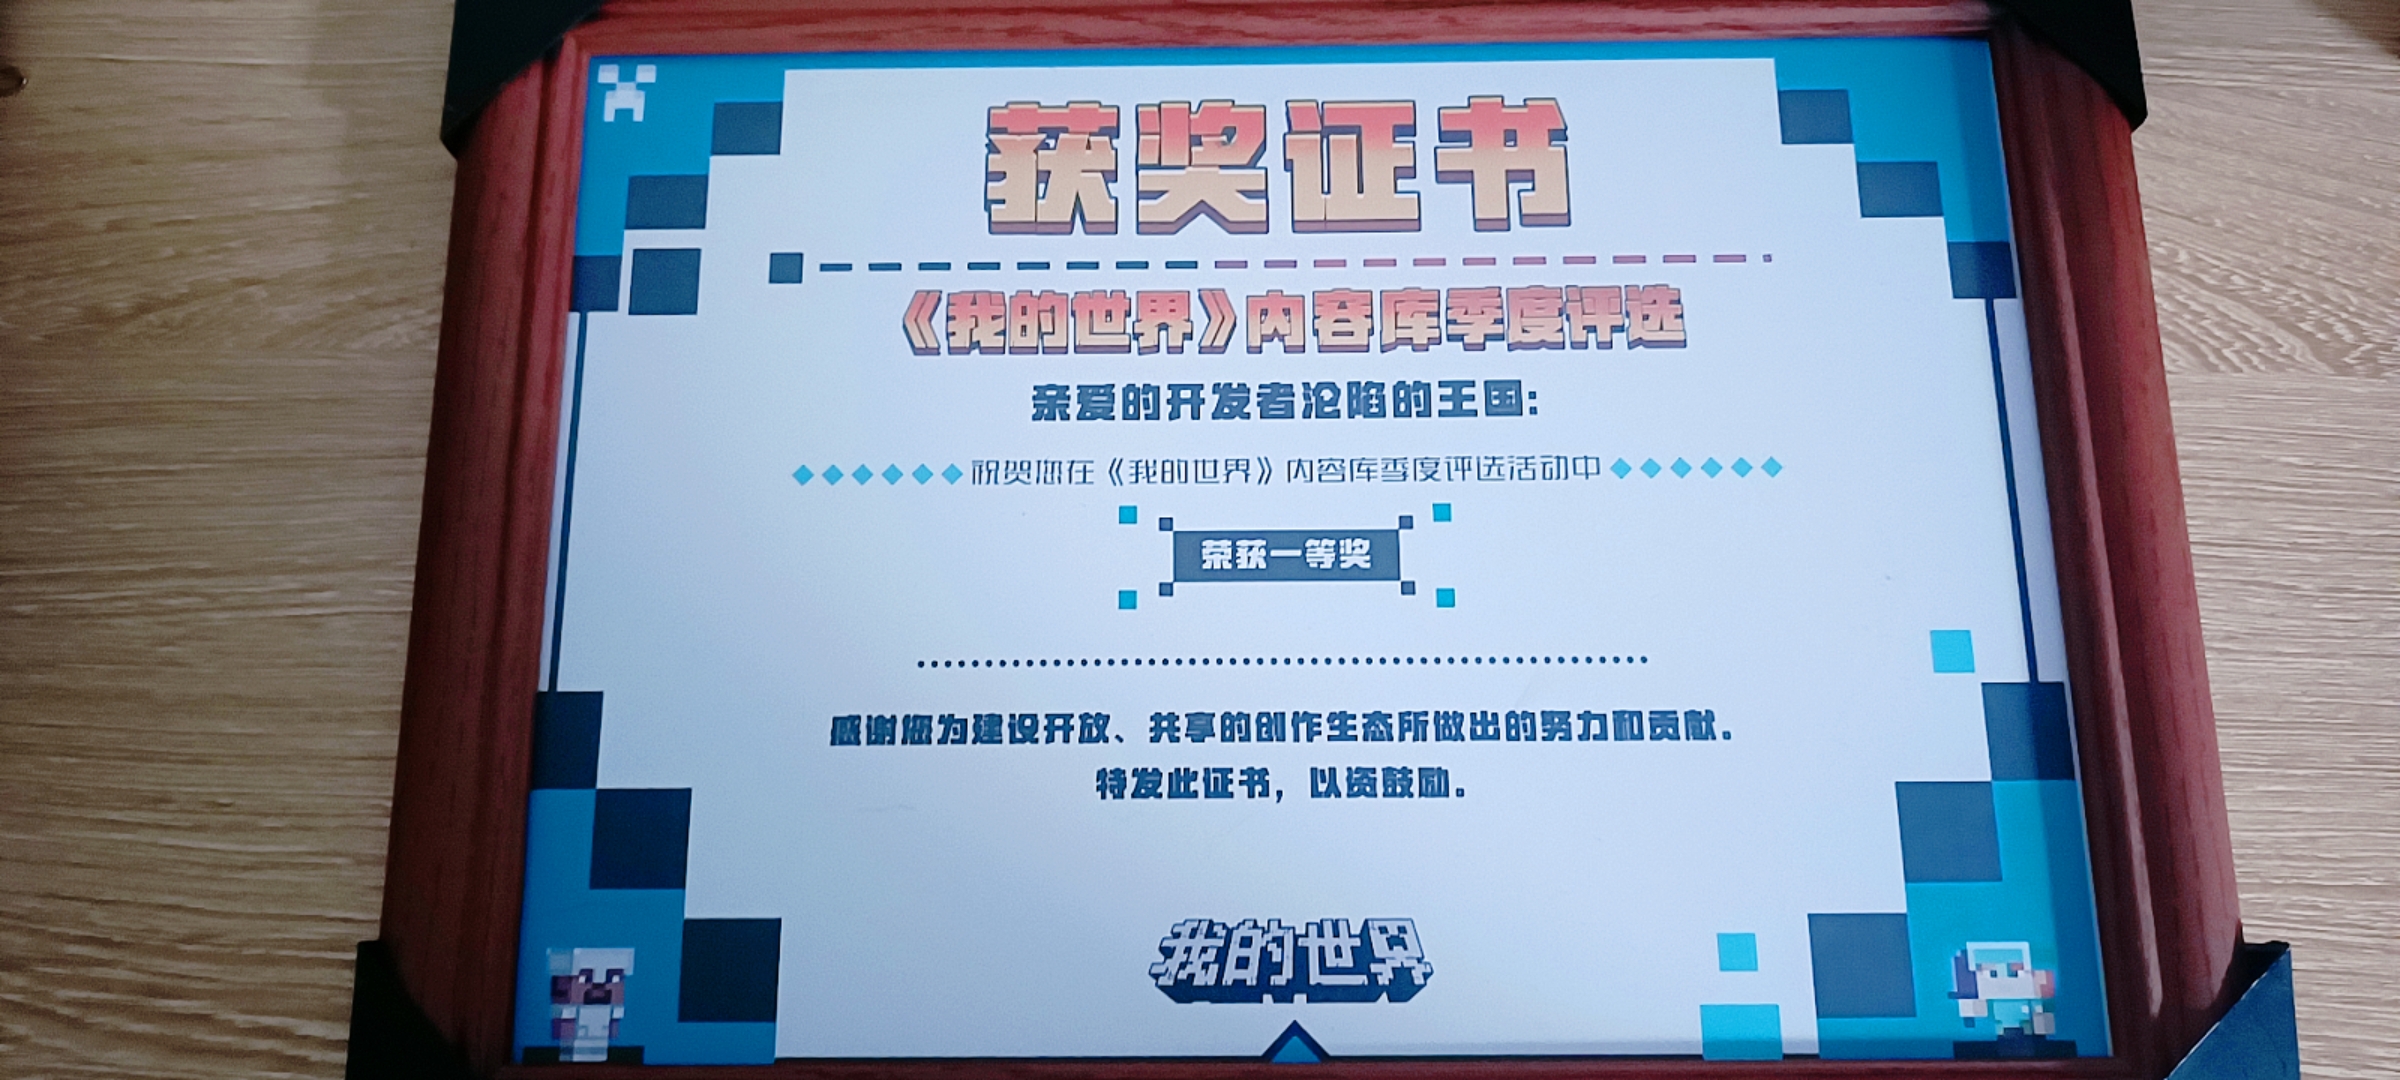 获奖证书
《我的世界》内容库季度评选
亲爱的开发者沦陷的王国：
祝贺您在《我的世界》内容库季度评选活动中
荣获一等奖
感谢您为建设开放、共享的创作生态所做出的努力和贡献。
特发此证书，以资鼓励。
我的世界